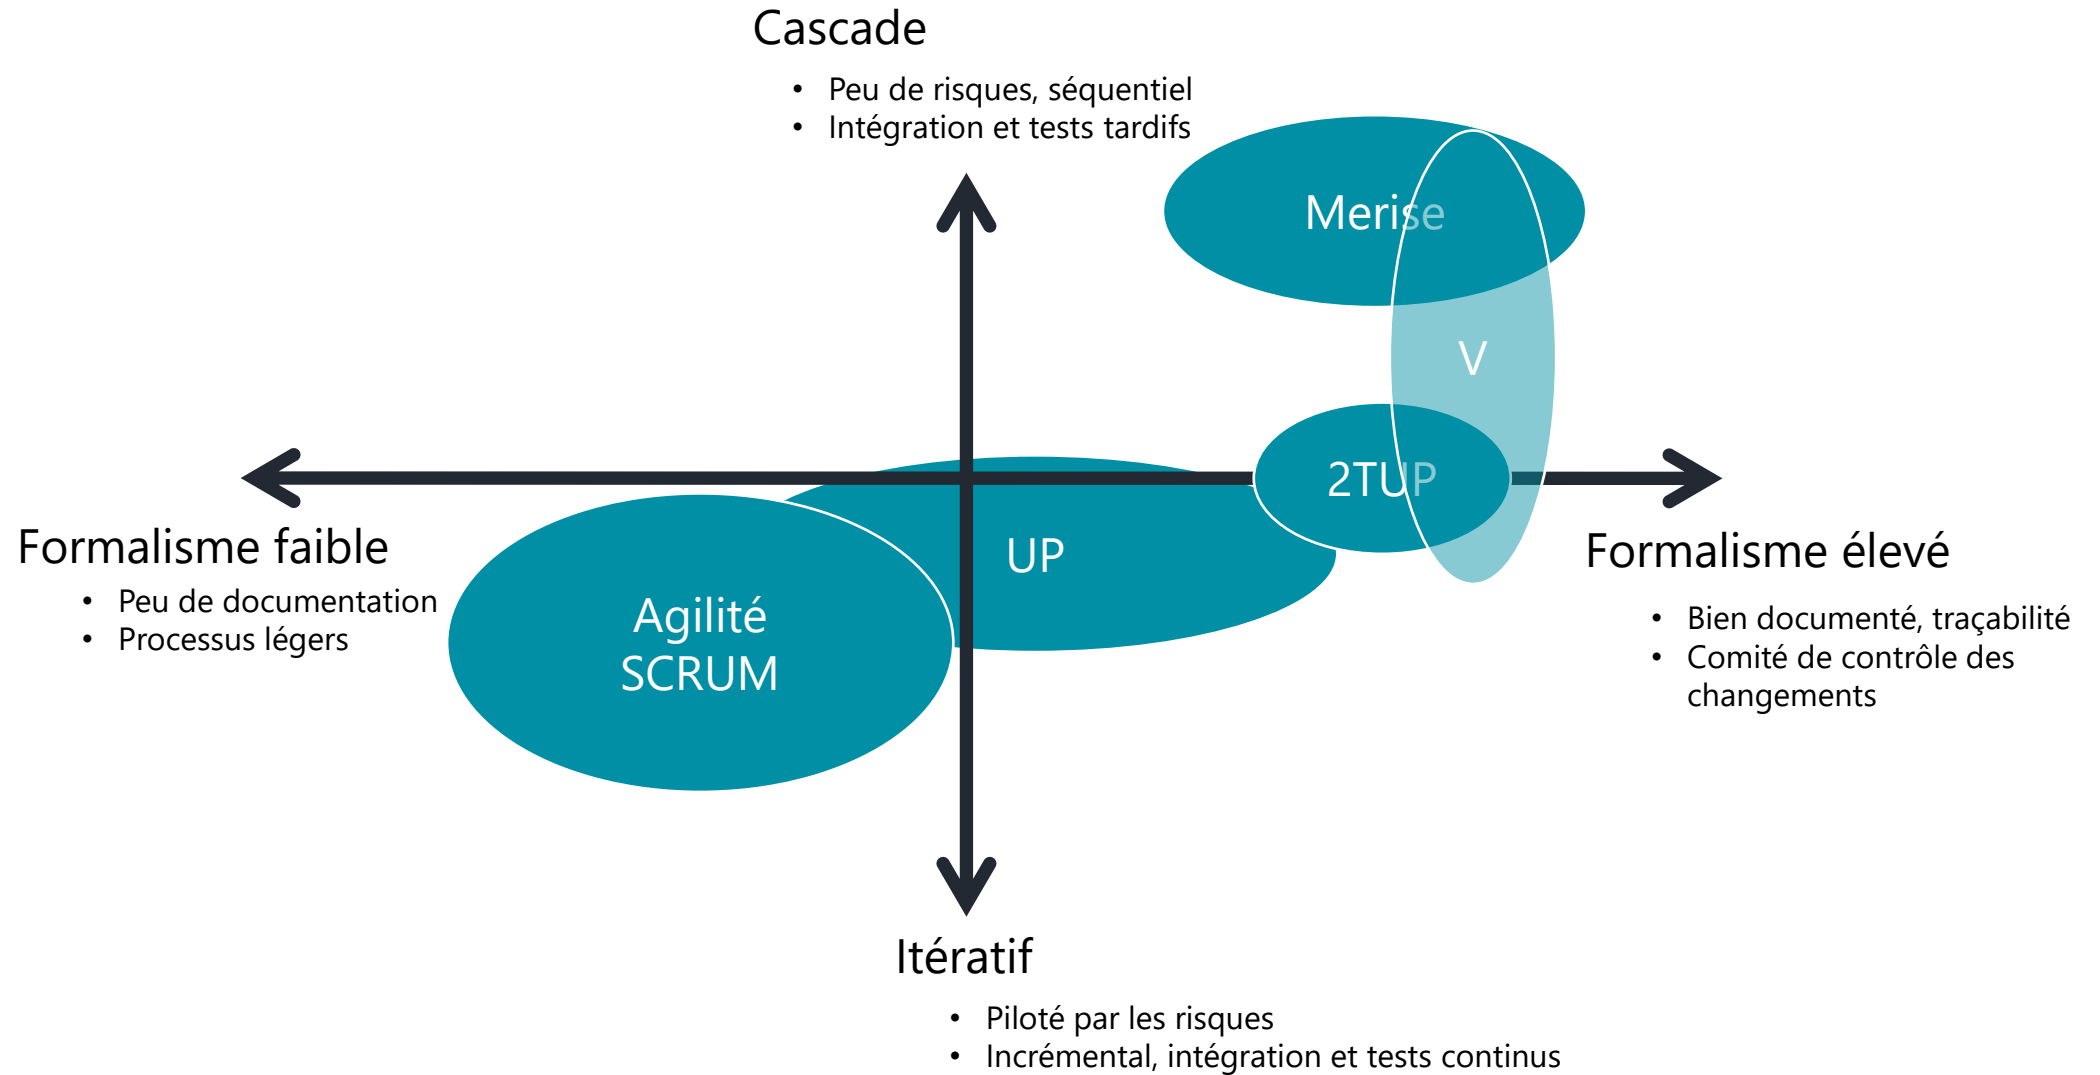 Cascade
• Peu de risques, séquentiel
• Intégration et tests tardifs
Merise
V
2TUP
UP
Formalisme faible
• Peu de documentation
• Processus légers
Agilité
SCRUM
Formalisme élevé
• Bien documenté, traçabilité
• Comité de contrôle des
changements
Itératif
• Piloté par les risques
• Incrémental, intégration et tests continus